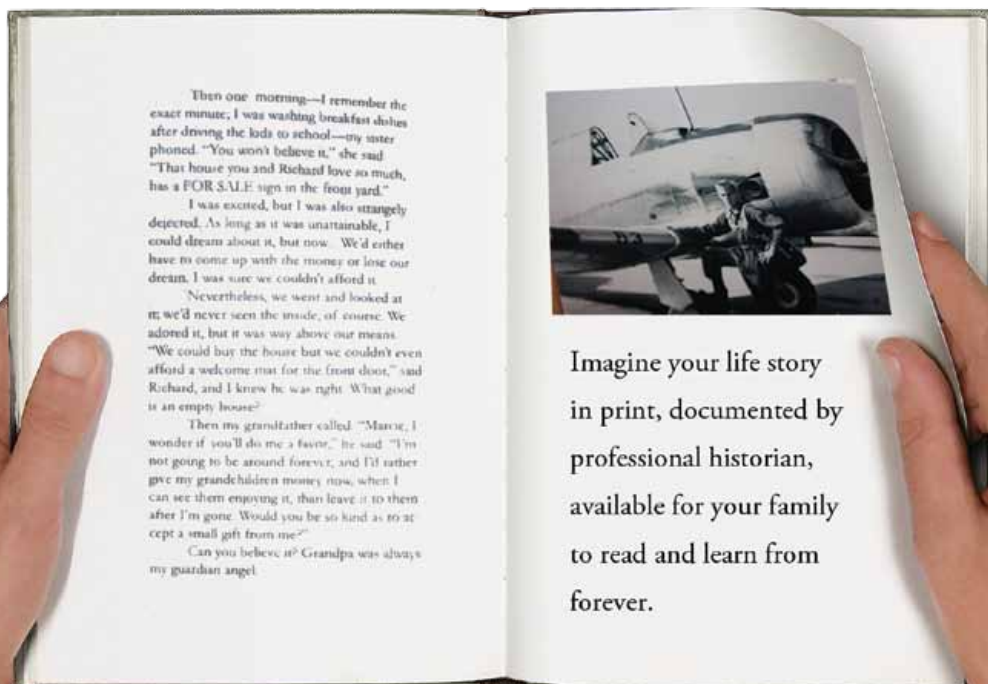 Then one morning—I remember the
exact minute; I was washing breakfast dishes
after driving the kids to school—my sister
phoned. "You won't believe it," she said
"That house you and Richard love so much,
has a FOR SALE sign in the front yard."
I was excited, but I was also strangely
dejected. As long as it was unattainable, I
could dream about it, but now We'd either
have to come up with the money or lose our
dream. I was sure we couldn't afford it
Nevertheless, we went and looked at
it; we'd never seen the inside, of course. We
adored it, but it was way above our means
"We could buy the house but we couldn't even
afford a welcome mat for the front door," said
Richard, and I knew he was right. What good
is an empty house?
Then my grandfather called. "Marcie, I
wonder if you'll do me a favor," he said "I'm
not going to be around forever, and I'd rather
give my grandchildren money now, when I
can see them enjoying it, than leave it to them
after I'm gone. Would you be so kind as to ac
cept a small gift from me?"
Can you believe it? Grandpa was always
my guardian angel.
Imagine your life story
in print, documented by
professional historian,
available for your family
to read and learn from
forever.